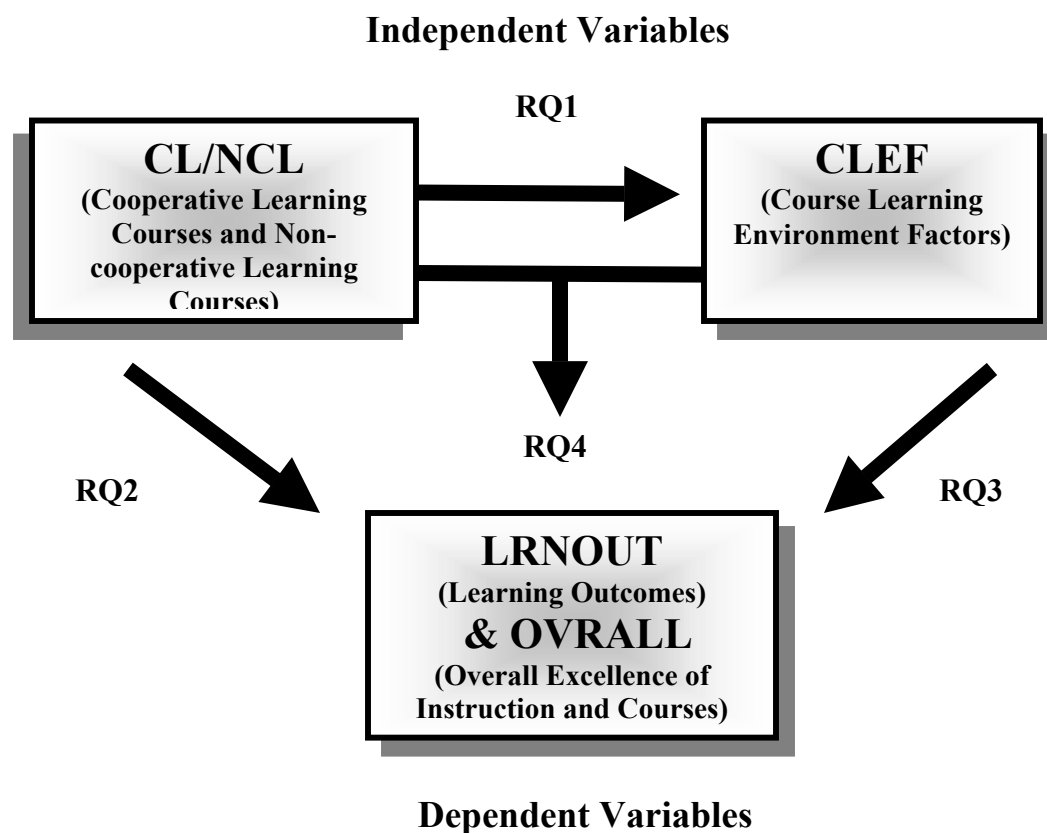 Independent Variables
RQ1
CL/NCL
(Cooperative Learning
Courses and Non-
cooperative Learning
Courses)
CLEF
(Course Learning
Environment Factors)
RQ4
RQ2
RQ3
LRNOUT
(Learning Outcomes)
& OVRALL
(Overall Excellence of
Instruction and Courses)
Dependent Variables